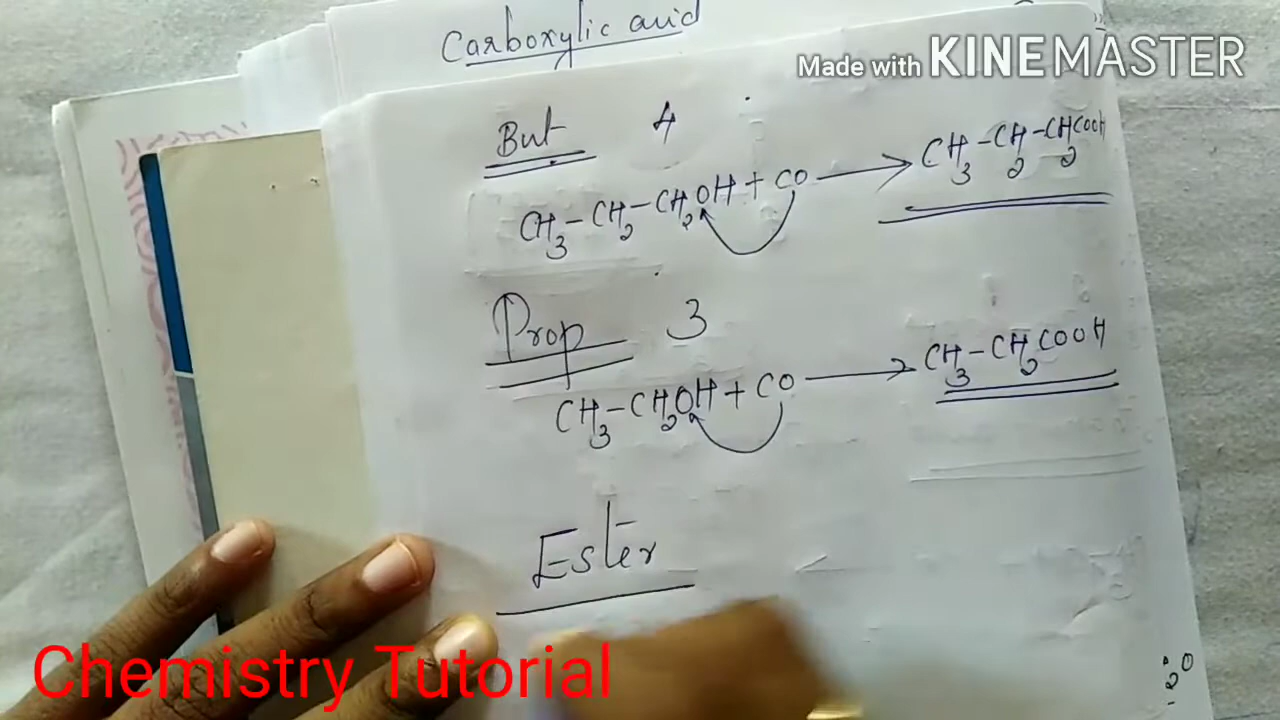 Carboxylic acid
Made with KINEMASTER
But 4
CH3-CH2-CH2OH + CO → CH3-CH2-CH2COOH
Prop 3
CH3-CH2OH + CO → CH3-CH2COOH
Ester
Chemistry Tutorial